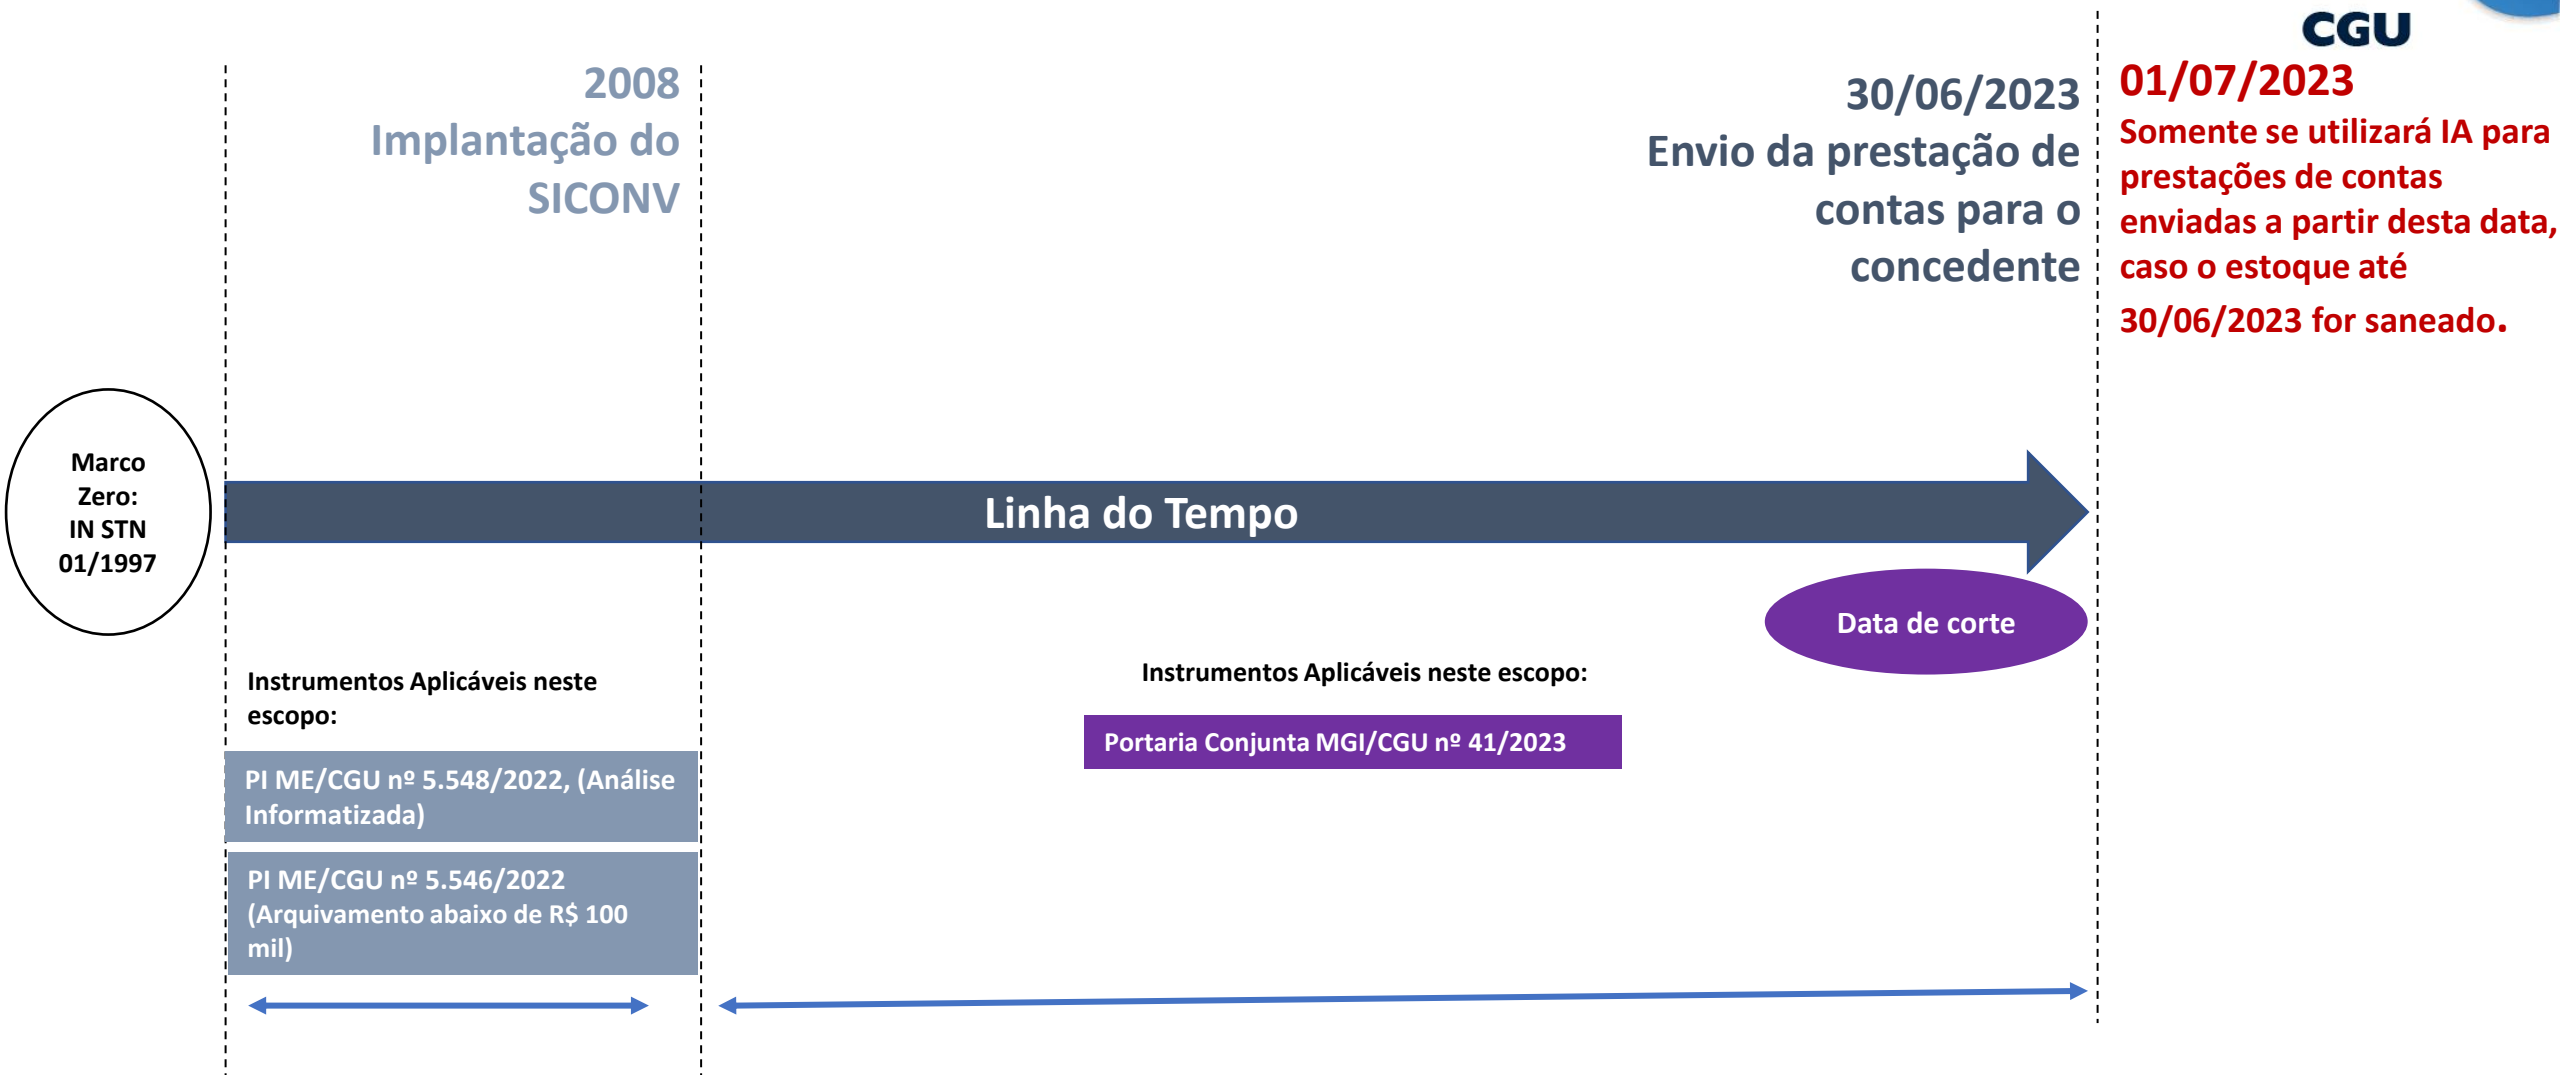 CGU
2008
Implantação do
SICONV
30/06/2023
Envio da prestação de
contas para o
concedente
01/07/2023
Somente se utilizará IA para
prestações de contas
enviadas a partir desta data,
caso o estoque até
30/06/2023 for saneado.
Marco
Zero:
IN STN
01/1997
Linha do Tempo
Data de corte
Instrumentos Aplicáveis neste
escopo:
PI ME/CGU nº 5.548/2022, (Análise
Informatizada)
PI ME/CGU nº 5.546/2022
(Arquivamento abaixo de R$ 100
mil)
Instrumentos Aplicáveis neste escopo:
Portaria Conjunta MGI/CGU nº 41/2023